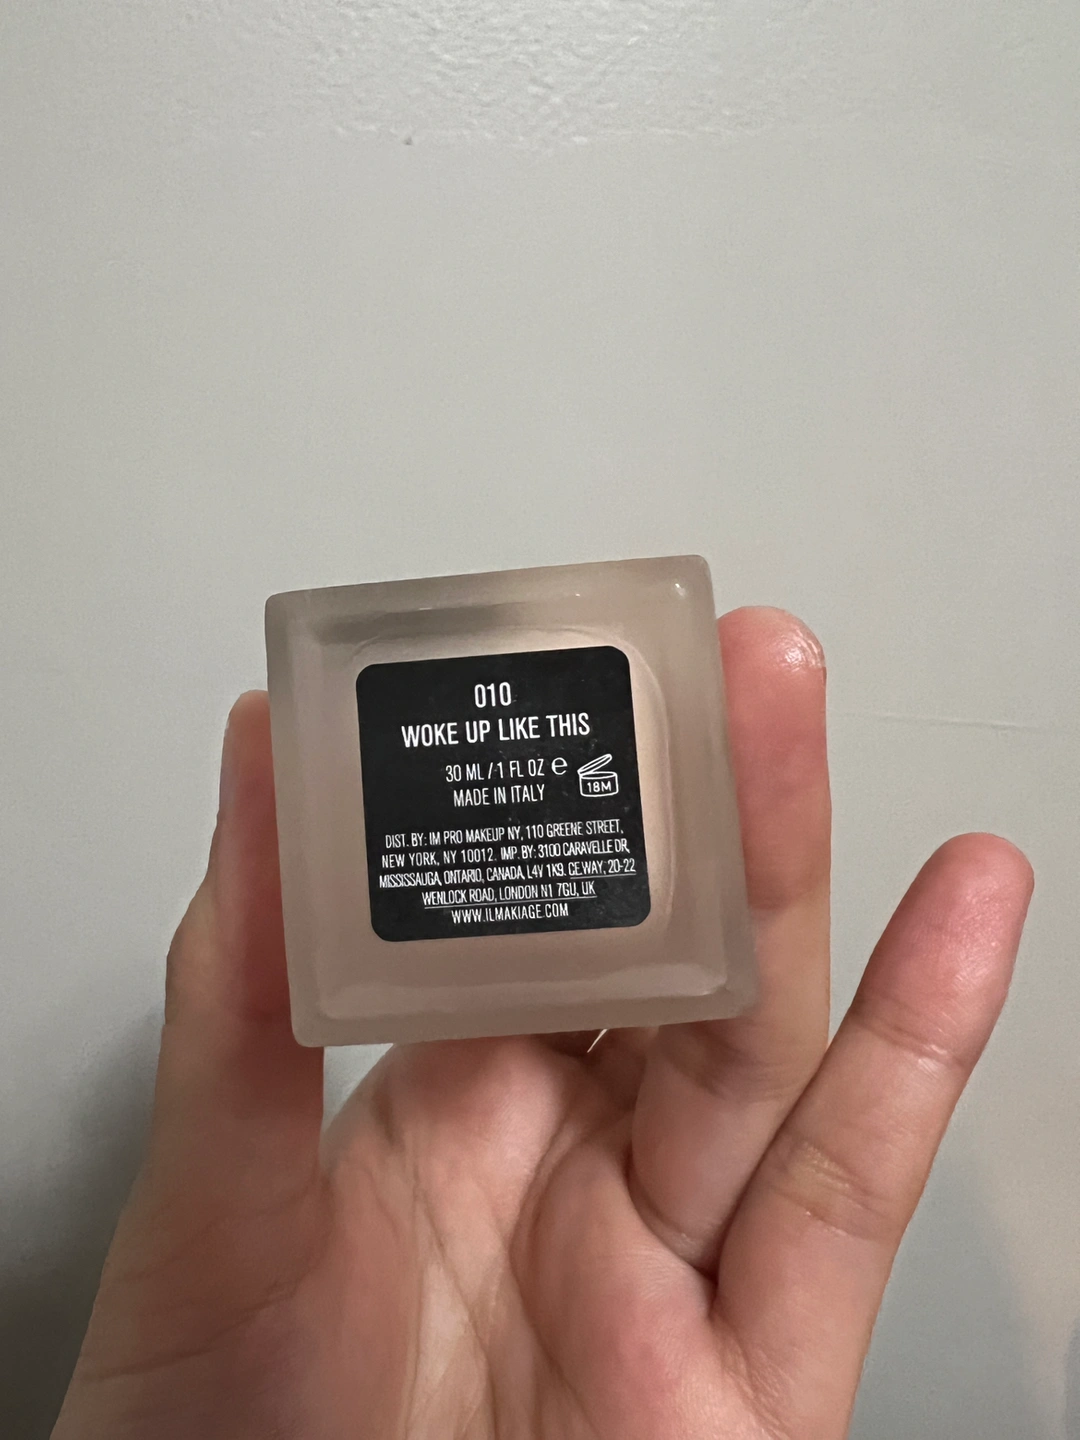 010
WOKE UP LIKE THIS
30 ML / 1 FL OZ ℮
18M
MADE IN ITALY
DIST. BY: IM PRO MAKEUP NY, 110 GREENE STREET,
NEW YORK, NY 10012. IMP. BY: 3100 CARAVELLE DR,
MISSISSAUGA, ONTARIO, CANADA, L4V 1K9. CE.WAY, 20-22
WENLOCK ROAD, LONDON N1 7GU, UK
WWW.ILMAKIAGE.COM